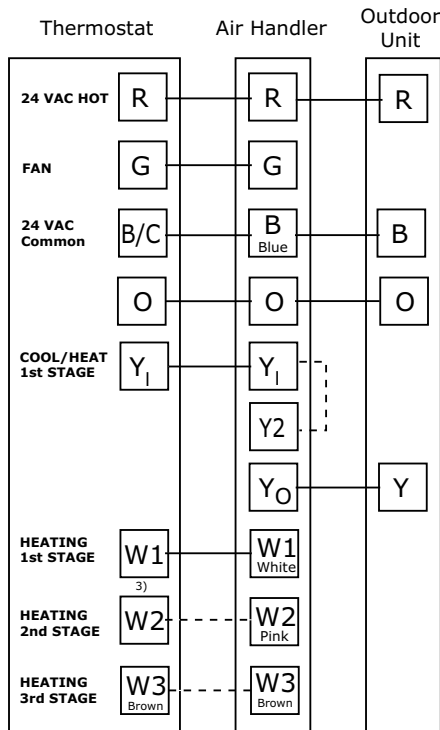 Thermostat Air Handler Outdoor Unit
24 VAC HOT R R R
FAN G G
24 VAC Common B/C B Blue B
O O O
COOL/HEAT 1st STAGE YI YI
Y2
YO Y
HEATING 1st STAGE W1 W1 White
3)
HEATING 2nd STAGE W2 W2 Pink
HEATING 3rd STAGE W3 Brown W3 Brown